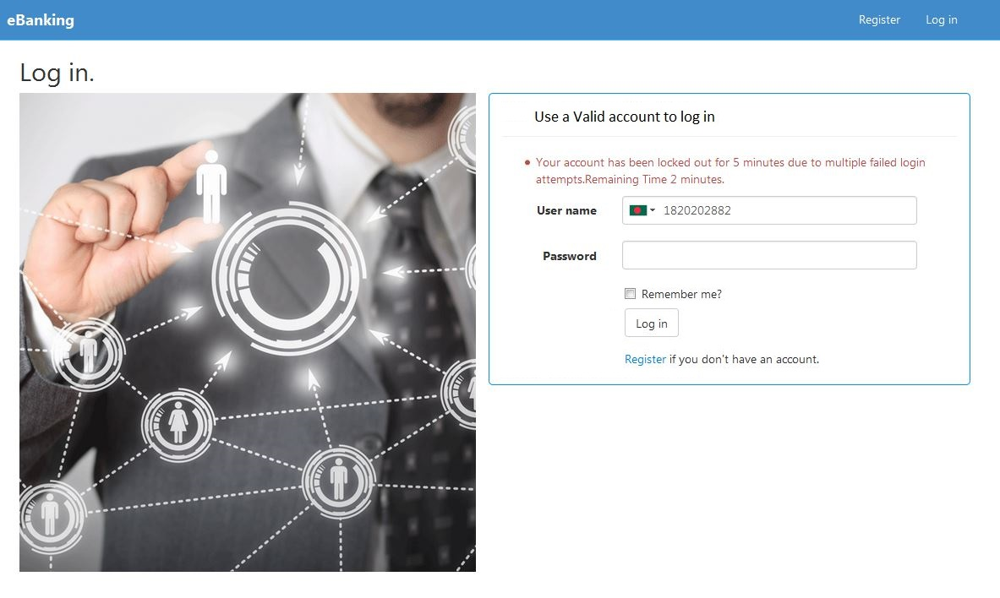 eBanking
Register
Log in
Log in.
Use a Valid account to log in
Your account has been locked out for 5 minutes due to multiple failed login
attempts.Remaining Time 2 minutes.
User name
1820202882
Password
Remember me?
Log in
Register if you don't have an account.